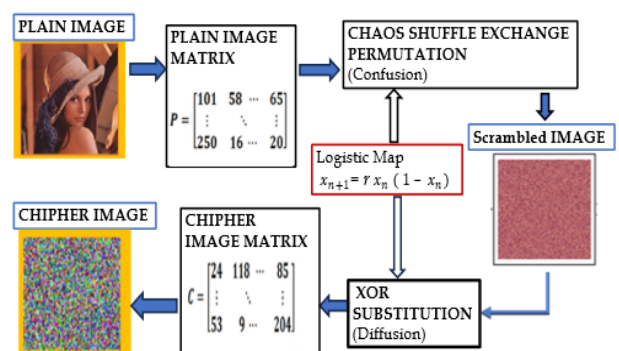 PLAIN IMAGE
PLAIN IMAGE
MATRIX
P = [101 58 ⋯ 65
⋮ ⋱ ⋮
250 16 ⋯ 20]
CHAOS SHUFFLE EXCHANGE
PERMUTATION
(Confusion)
Scrambled IMAGE
Logistic Map
xₙ₊₁ = r xₙ ( 1 − xₙ)
XOR
SUBSTITUTION
(Diffusion)
CHIPHER
IMAGE MATRIX
C = [24 118 ⋯ 85
⋮ ⋱ ⋮
53 9 ⋯ 204]
CHIPHER IMAGE